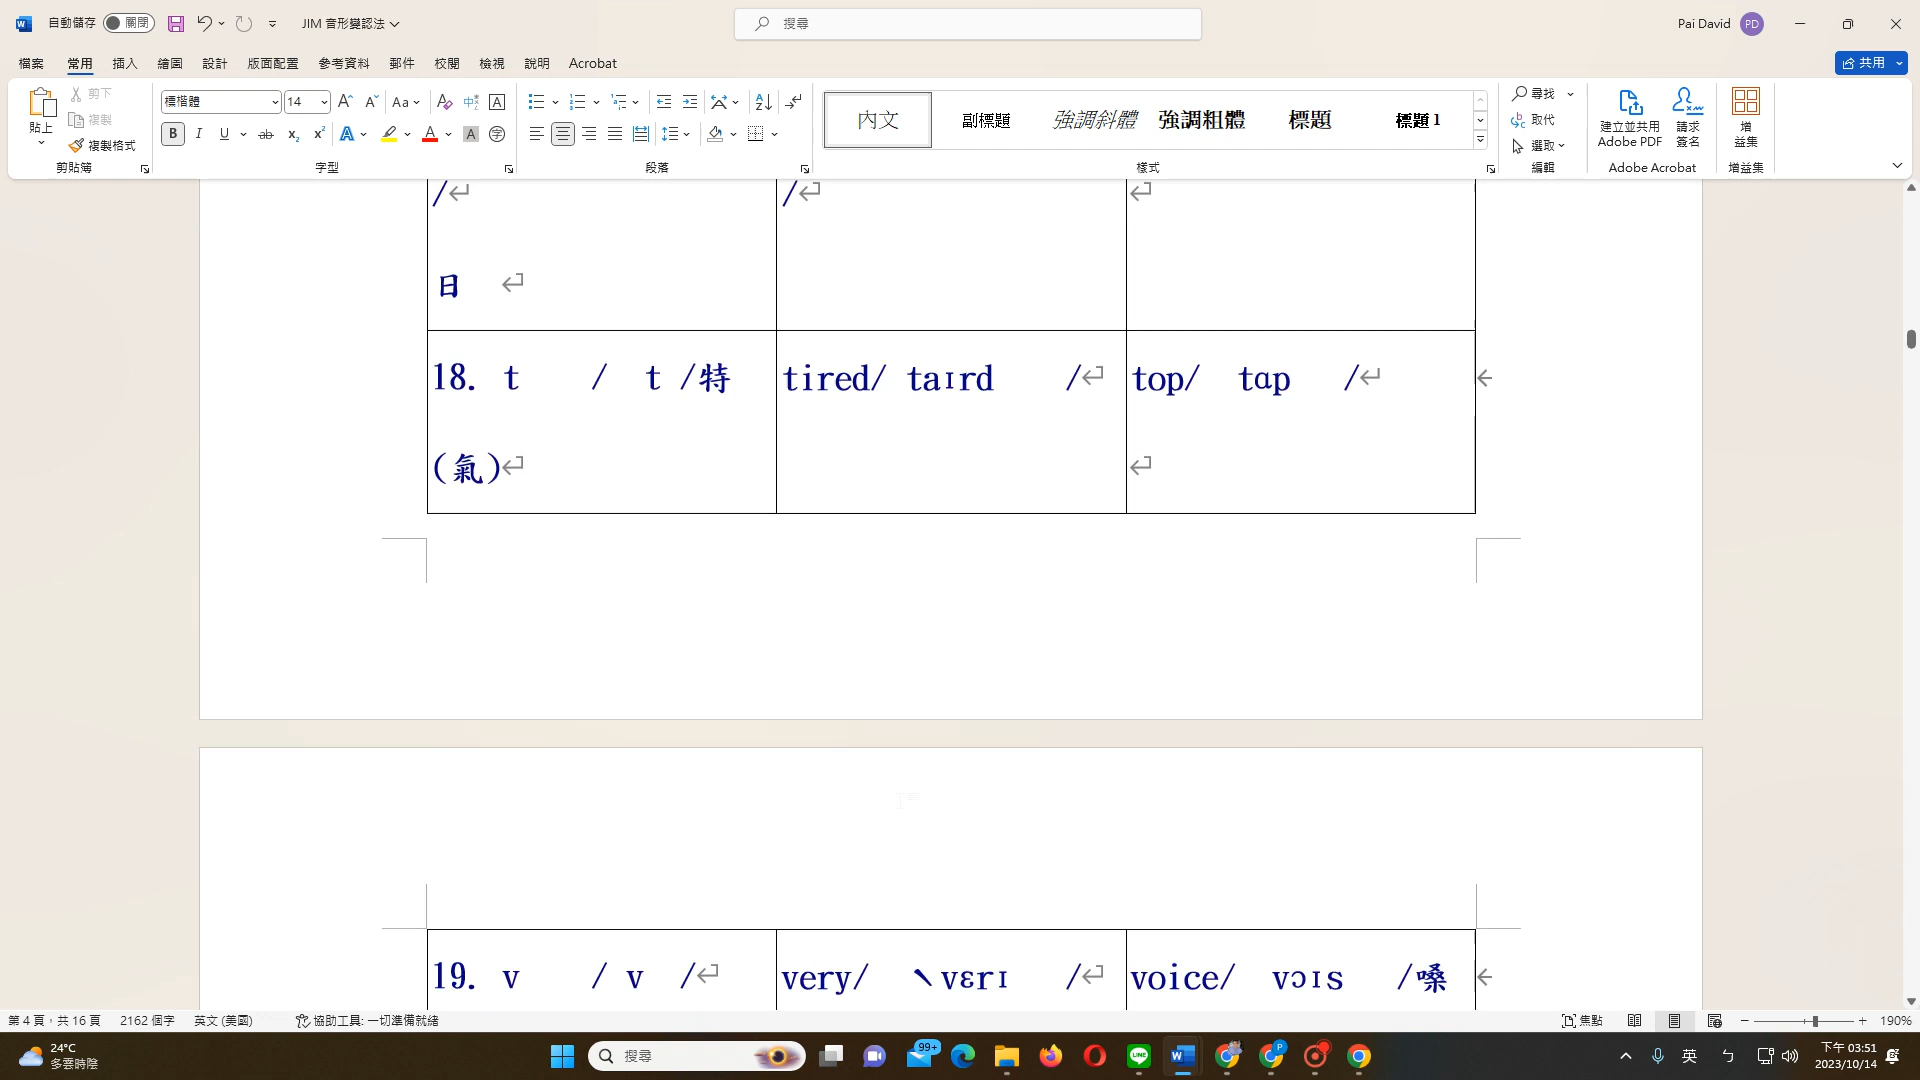 自動儲存 關閉 JIM 音形變認法 搜尋 Pai David PD
檔案 常用 插入 繪圖 設計 版面配置 參考資料 郵件 校閱 檢視 說明 Acrobat 共用
貼上 剪下 複製 複製格式 剪貼簿
標楷體 14 字型
段落
內文 副標題 強調斜體 強調粗體 標題 標題 1 樣式
尋找 取代 選取 編輯
建立並共用 Adobe PDF 請求簽名 Adobe Acrobat
增益集 增益集
/ /
日
18. t / t /特 tired/ taɪrd / top/ tɑp /
(氣)
19. v / v / very/ ㄟvɛrɪ / voice/ vɔɪs /嗓
第 4 頁，共 16 頁 2162 個字 英文 (美國) 協助工具: 一切準備就緒 焦點 190%
24°C 多雲時陰 搜尋 99+ 英 下午 03:51 2023/10/14